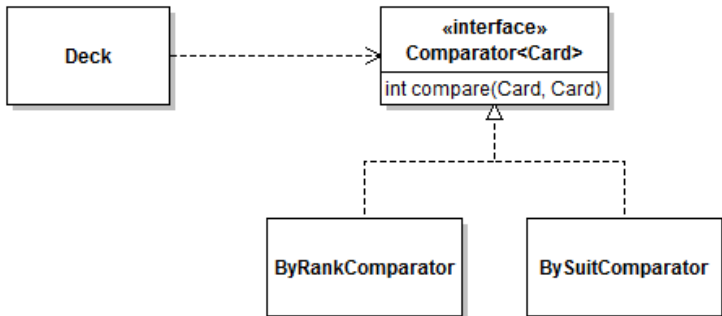 «interface»
Deck
Comparator<Card>
int compare(Card, Card)
ByRankComparator
BySuitComparator